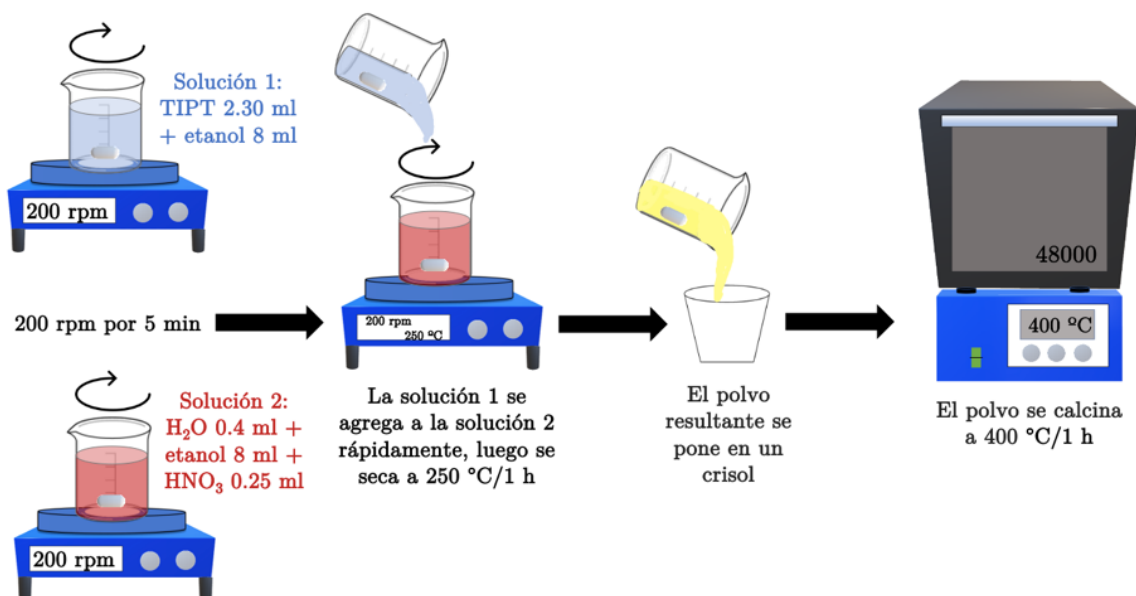 Solución 1:
TIPT 2.30 ml
+ etanol 8 ml
200 rpm
200 rpm por 5 min
Solución 2:
H₂O 0.4 ml +
etanol 8 ml +
HNO₃ 0.25 ml
200 rpm
200 rpm
250 ºC
La solución 1 se
agrega a la solución 2
rápidamente, luego se
seca a 250 °C/1 h
El polvo
resultante se
pone en un
crisol
48000
400 ºC
El polvo se calcina
a 400 °C/1 h